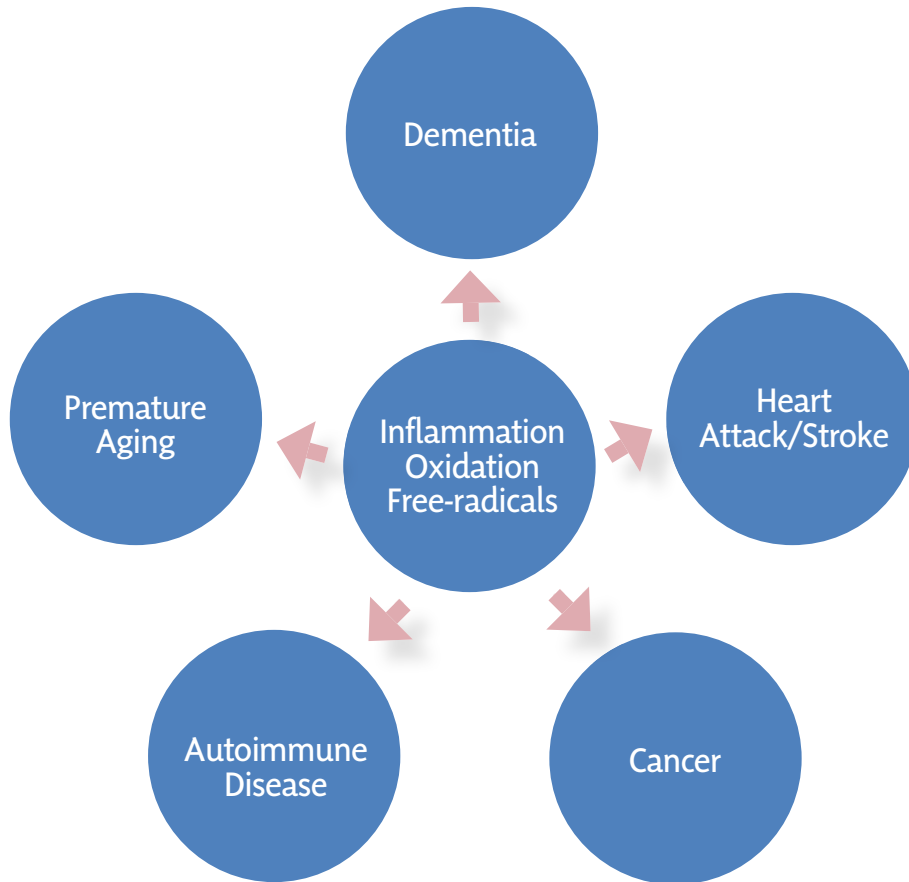 Dementia
Premature
Aging
Inflammation
Oxidation
Free-radicals
Heart
Attack/Stroke
Autoimmune
Disease
Cancer